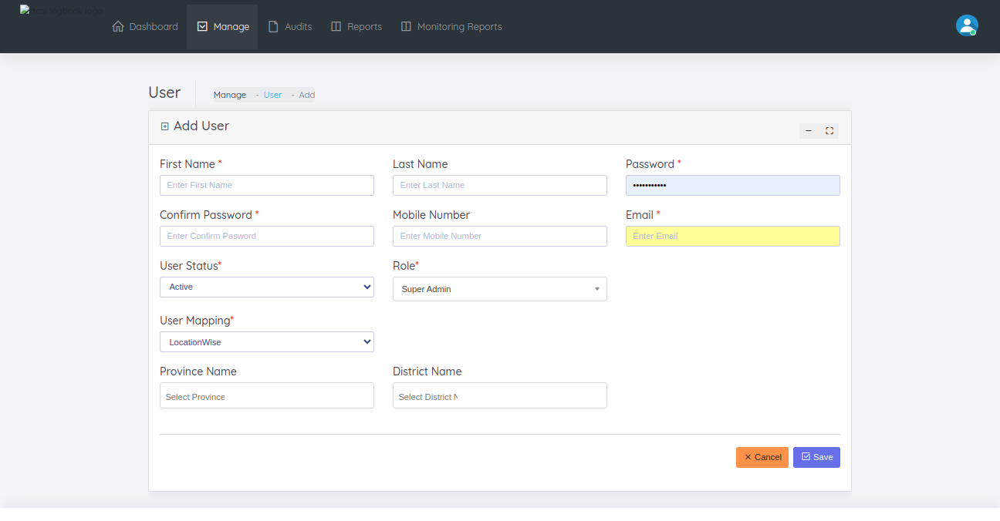 logbook logo
Dashboard Manage Audits Reports Monitoring Reports
User Manage - User - Add
Add User
First Name * Last Name Password *
Enter First Name Enter Last Name •••••••••••
Confirm Password * Mobile Number Email *
Enter Confirm Pasword Enter Mobile Number Enter Email
User Status* Role*
Active Super Admin
User Mapping*
LocationWise
Province Name District Name
Select Province Select District N
Cancel Save